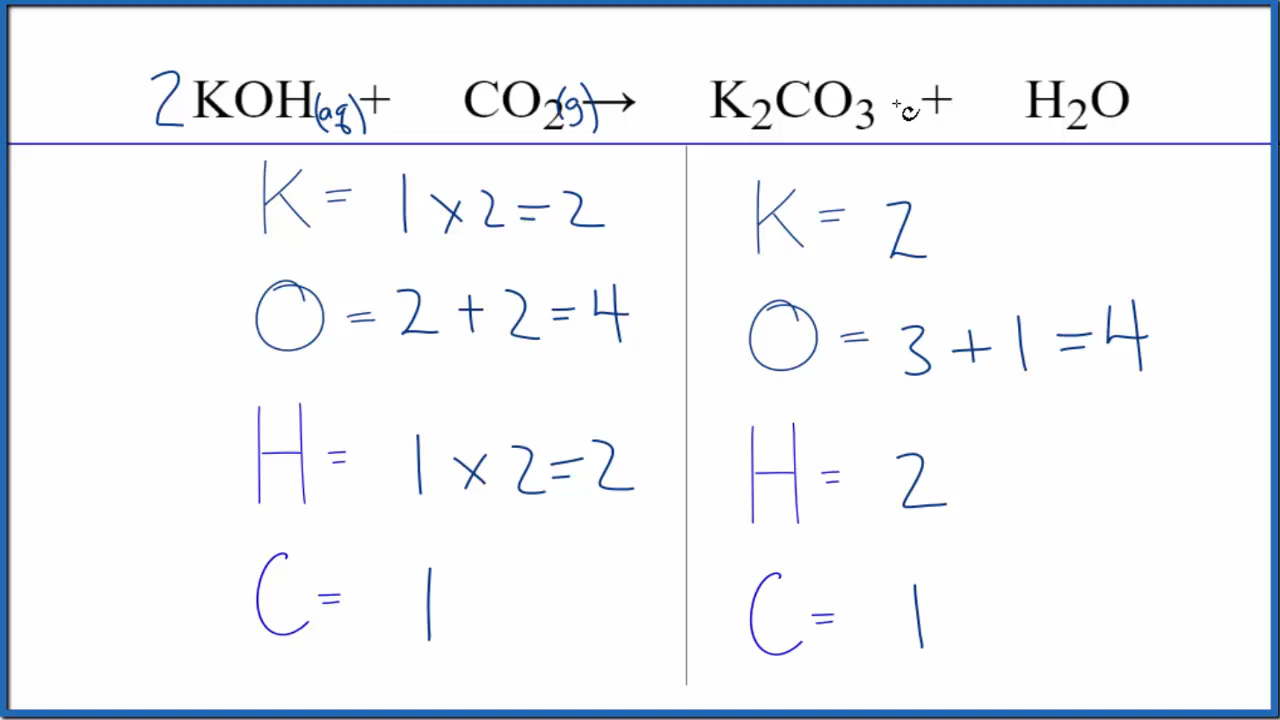 2KOH(aq) + CO₂(g) → K₂CO₃ + H₂O
K = 1 x 2 = 2
O = 2 + 2 = 4
H = 1 x 2 = 2
C = 1
K = 2
O = 3 + 1 = 4
H = 2
C = 1